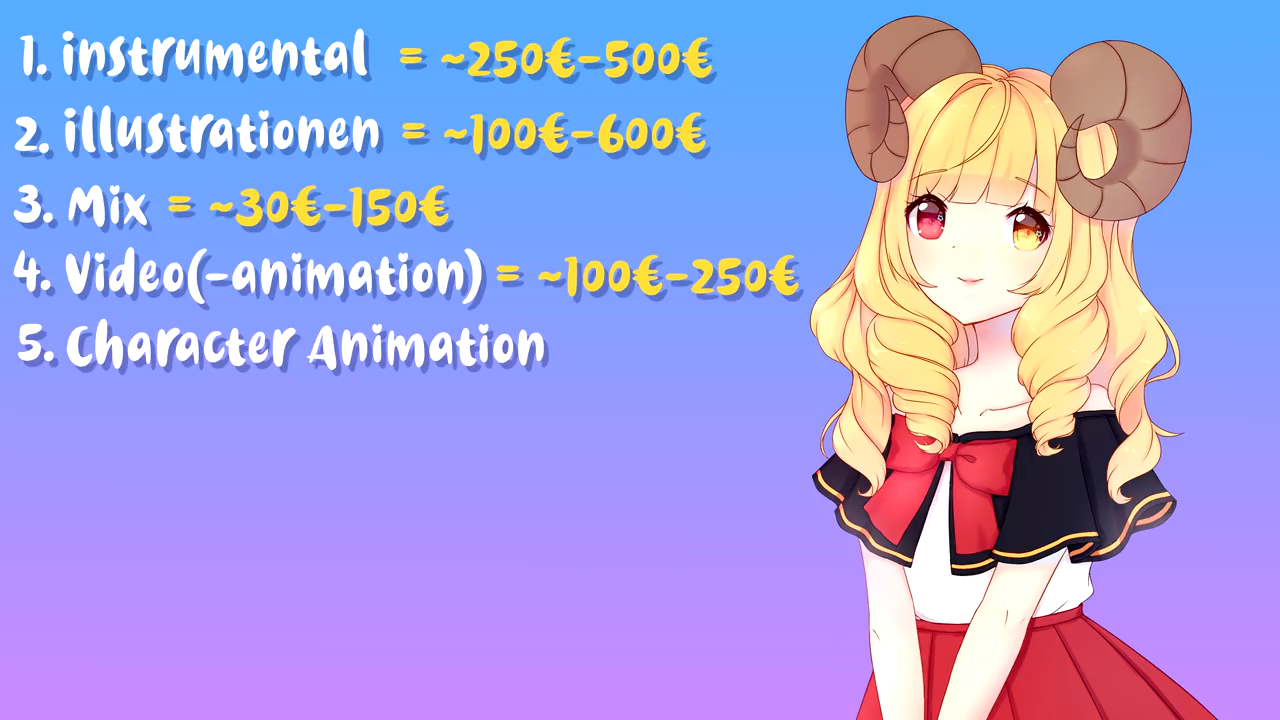 1. instrumental = ~250€-500€
2. illustrationen = ~100€-600€
3. Mix = ~30€-150€
4. Video(-animation) = ~100€-250€
5. Character Animation